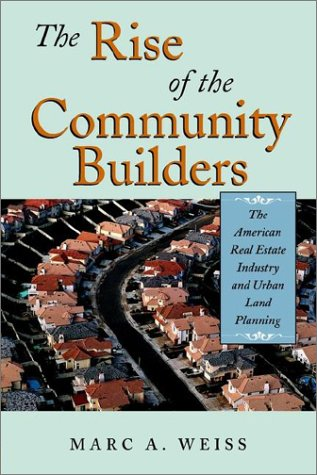 The Rise
of the
Community
Builders
The
American
Real Estate
Industry
and Urban
Land
Planning
MARC A. WEISS